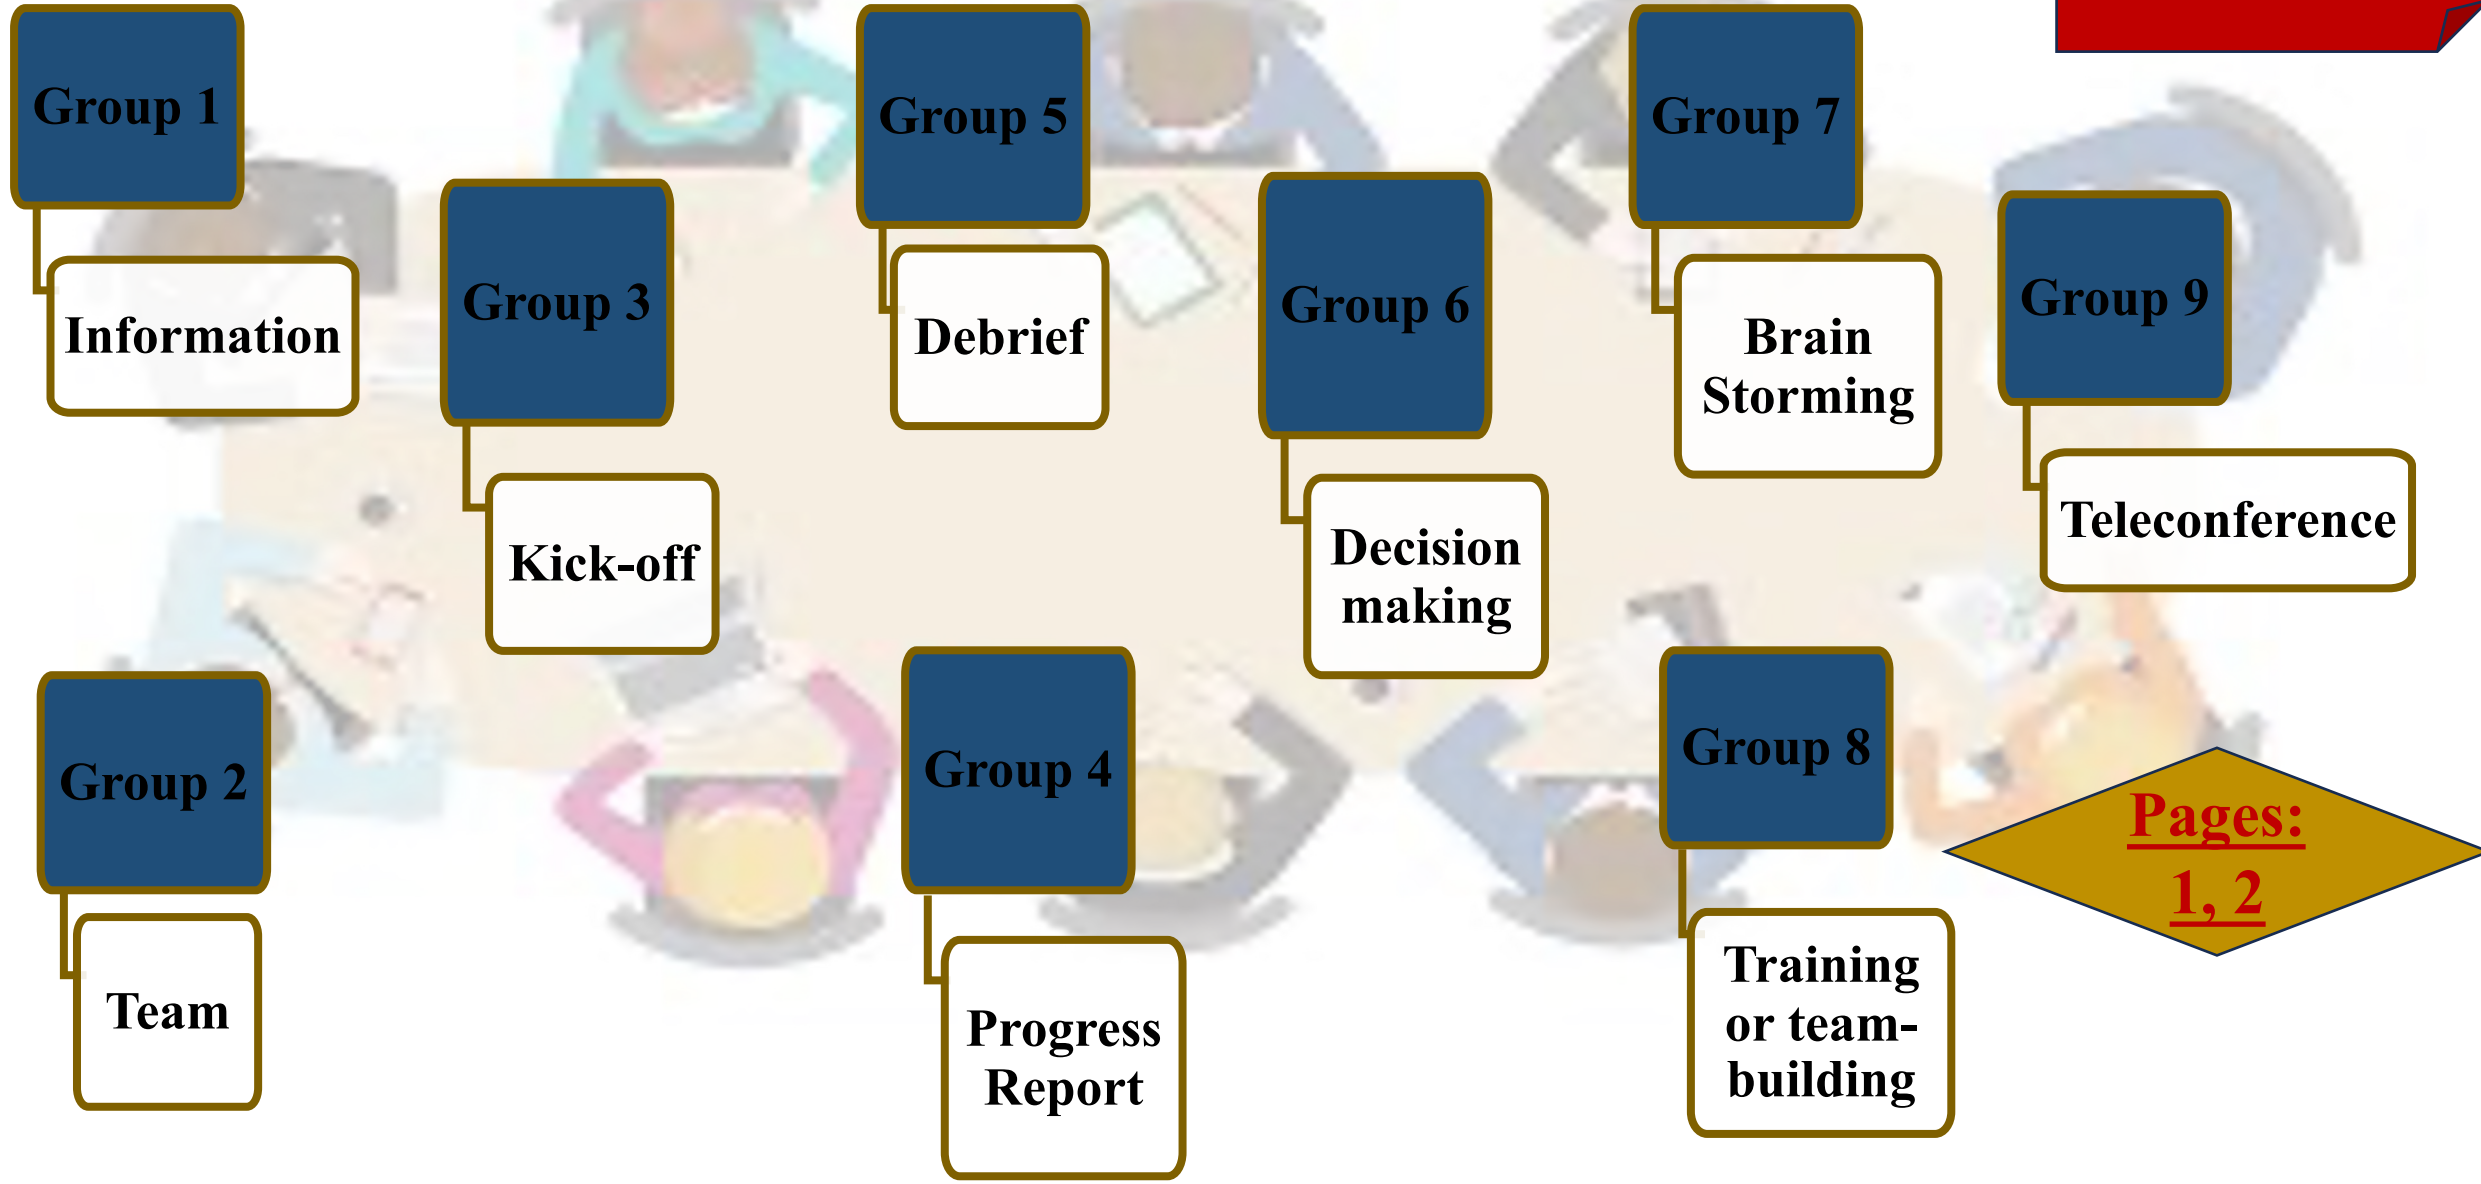 Group 1
Information
Group 2
Team
Group 3
Kick-off
Group 4
Progress
Report
Group 5
Debrief
Group 6
Decision
making
Group 7
Brain
Storming
Group 8
Training
or team-
building
Group 9
Teleconference
Pages:
1, 2